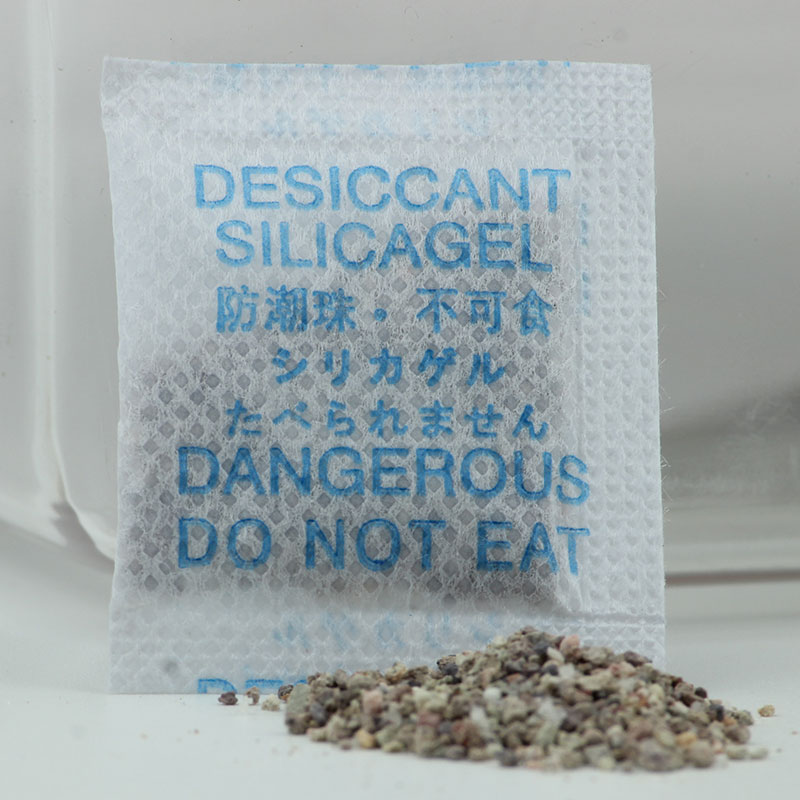 DESICCANT
SILICAGEL
防潮珠。不可食
シリカゲル
たべられません
DANGEROUS
DO NOT EAT